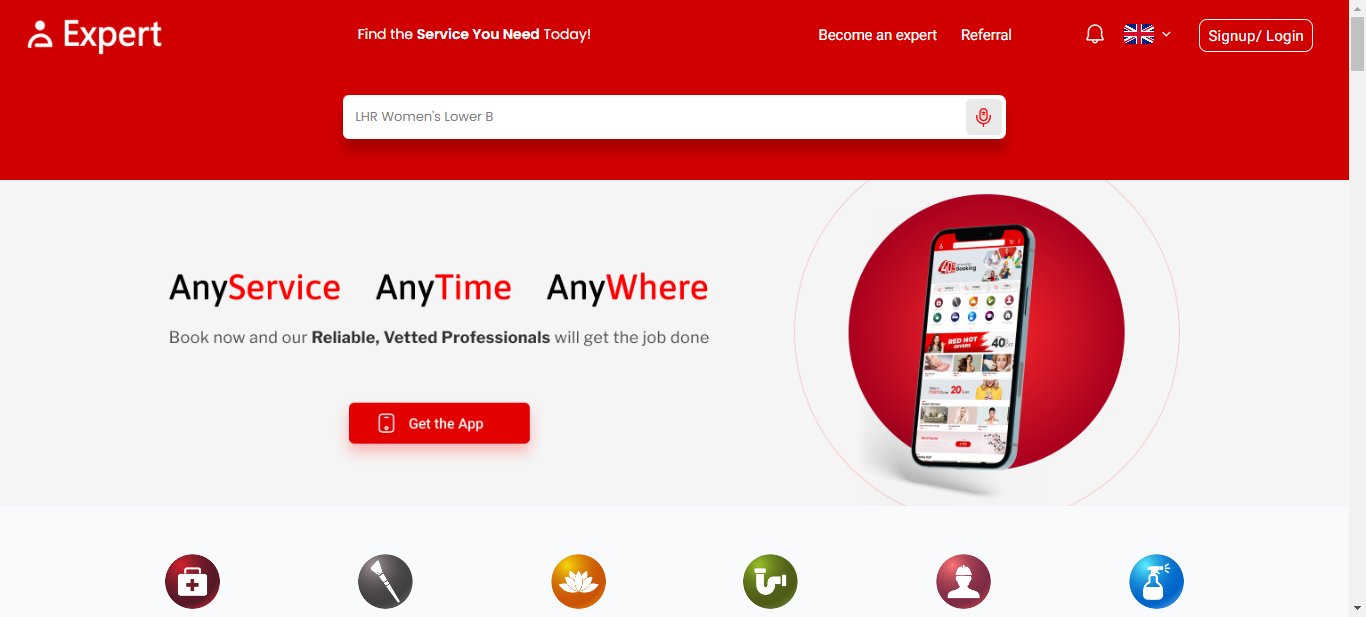 Expert
Find the Service You Need Today!
Become an expert
Referral
Signup/ Login
LHR Women's Lower B
AnyService AnyTime AnyWhere
Book now and our Reliable, Vetted Professionals will get the job done
Get the App
40%
Booking
RED HOT
OFFERS
40%
20%